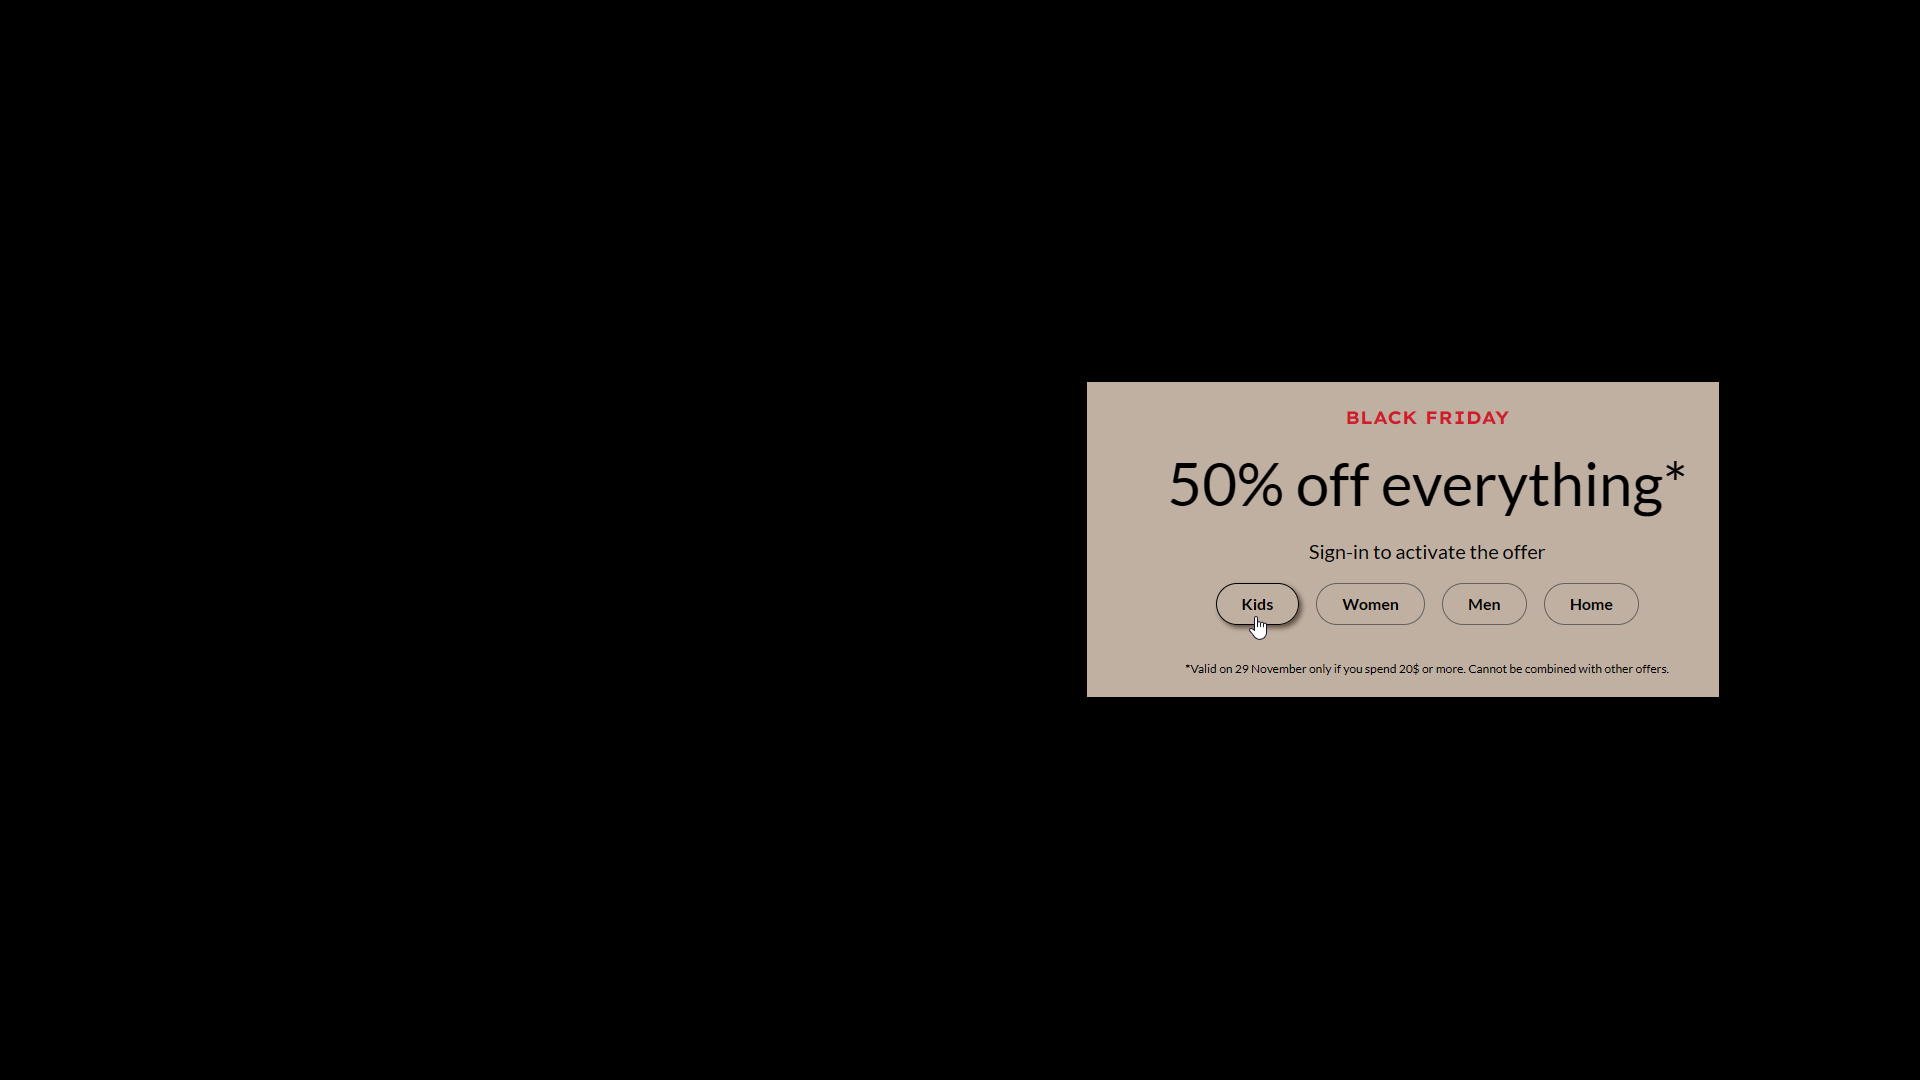 BLACK FRIDAY
50% off everything*
Sign-in to activate the offer
Kids Women Men Home
*Valid on 29 November only if you spend 20$ or more. Cannot be combined with other offers.